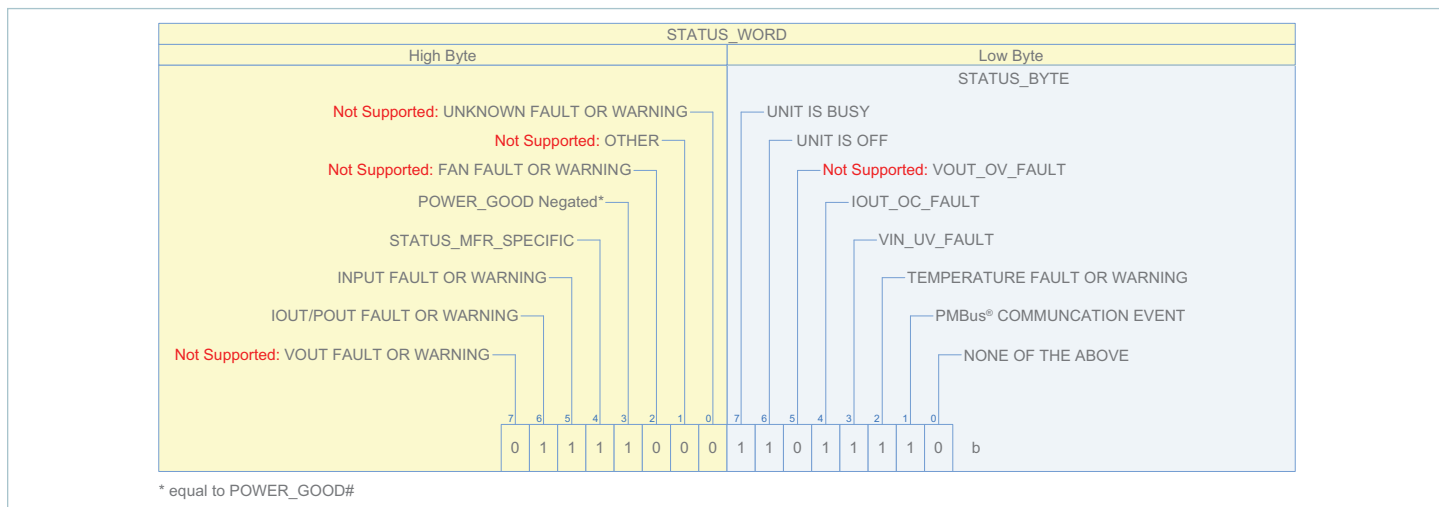 STATUS_WORD
High Byte
Low Byte
STATUS_BYTE
Not Supported: UNKNOWN FAULT OR WARNING
UNIT IS BUSY
Not Supported: OTHER
UNIT IS OFF
Not Supported: FAN FAULT OR WARNING
Not Supported: VOUT_OV_FAULT
POWER_GOOD Negated*
IOUT_OC_FAULT
STATUS_MFR_SPECIFIC
VIN_UV_FAULT
INPUT FAULT OR WARNING
TEMPERATURE FAULT OR WARNING
IOUT/POUT FAULT OR WARNING
PMBus® COMMUNCATION EVENT
Not Supported: VOUT FAULT OR WARNING
NONE OF THE ABOVE
7 6 5 4 3 2 1 0 7 6 5 4 3 2 1 0
0 1 1 1 1 0 0 0 1 1 0 1 1 1 1 0 b
* equal to POWER_GOOD#